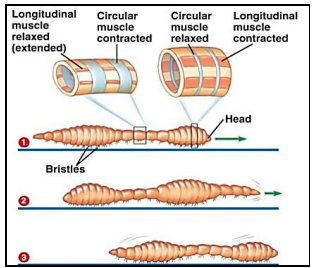 Longitudinal
muscle
relaxed
(extended)
Circular
muscle
contracted
Circular
muscle
relaxed
Longitudinal
muscle
contracted
Head
1
Bristles
2
3